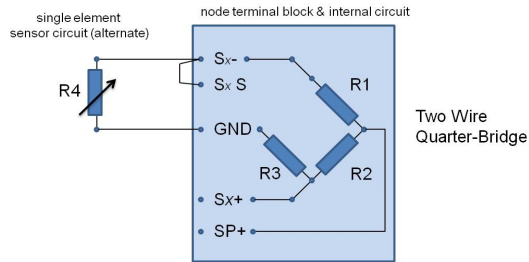 single element
sensor circuit (alternate)
node terminal block & internal circuit
Sx-
Sx S
R4
R1
GND
R3
R2
Sx+
SP+
Two Wire
Quarter-Bridge